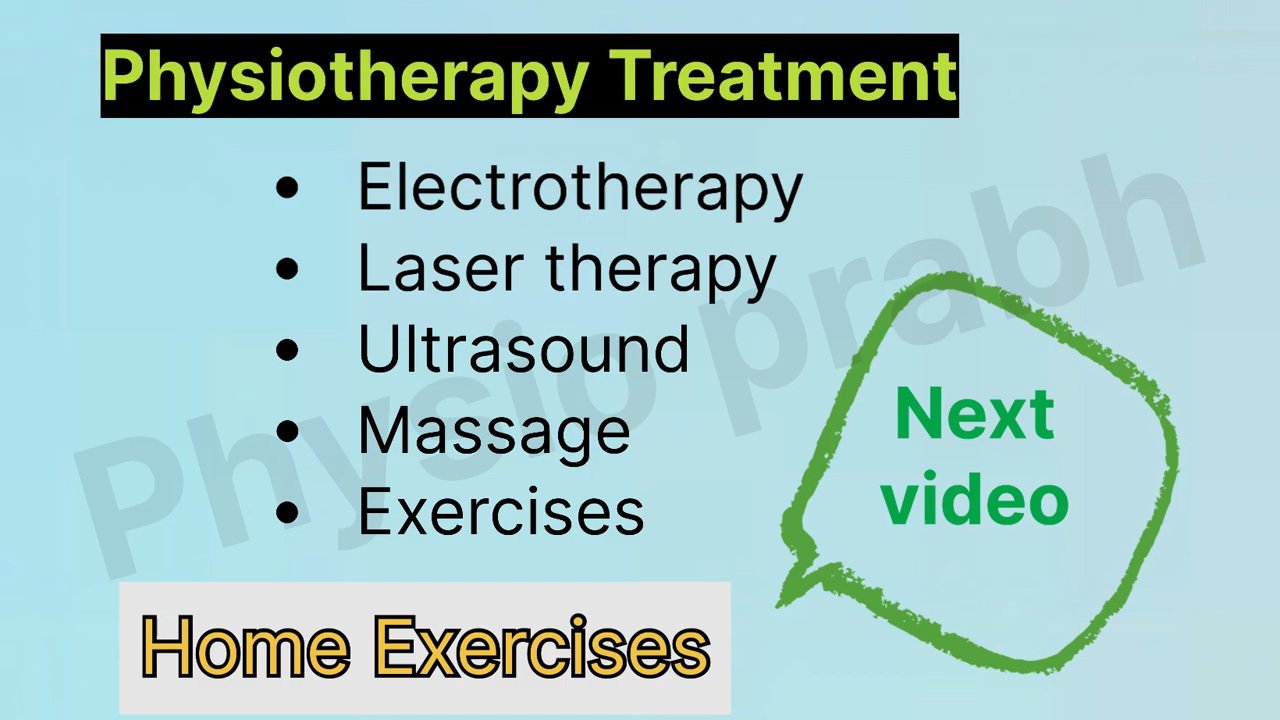 Physiotherapy Treatment
• Electrotherapy
• Laser therapy
• Ultrasound
• Massage
• Exercises
Next
video
Home Exercises
Physio prabh